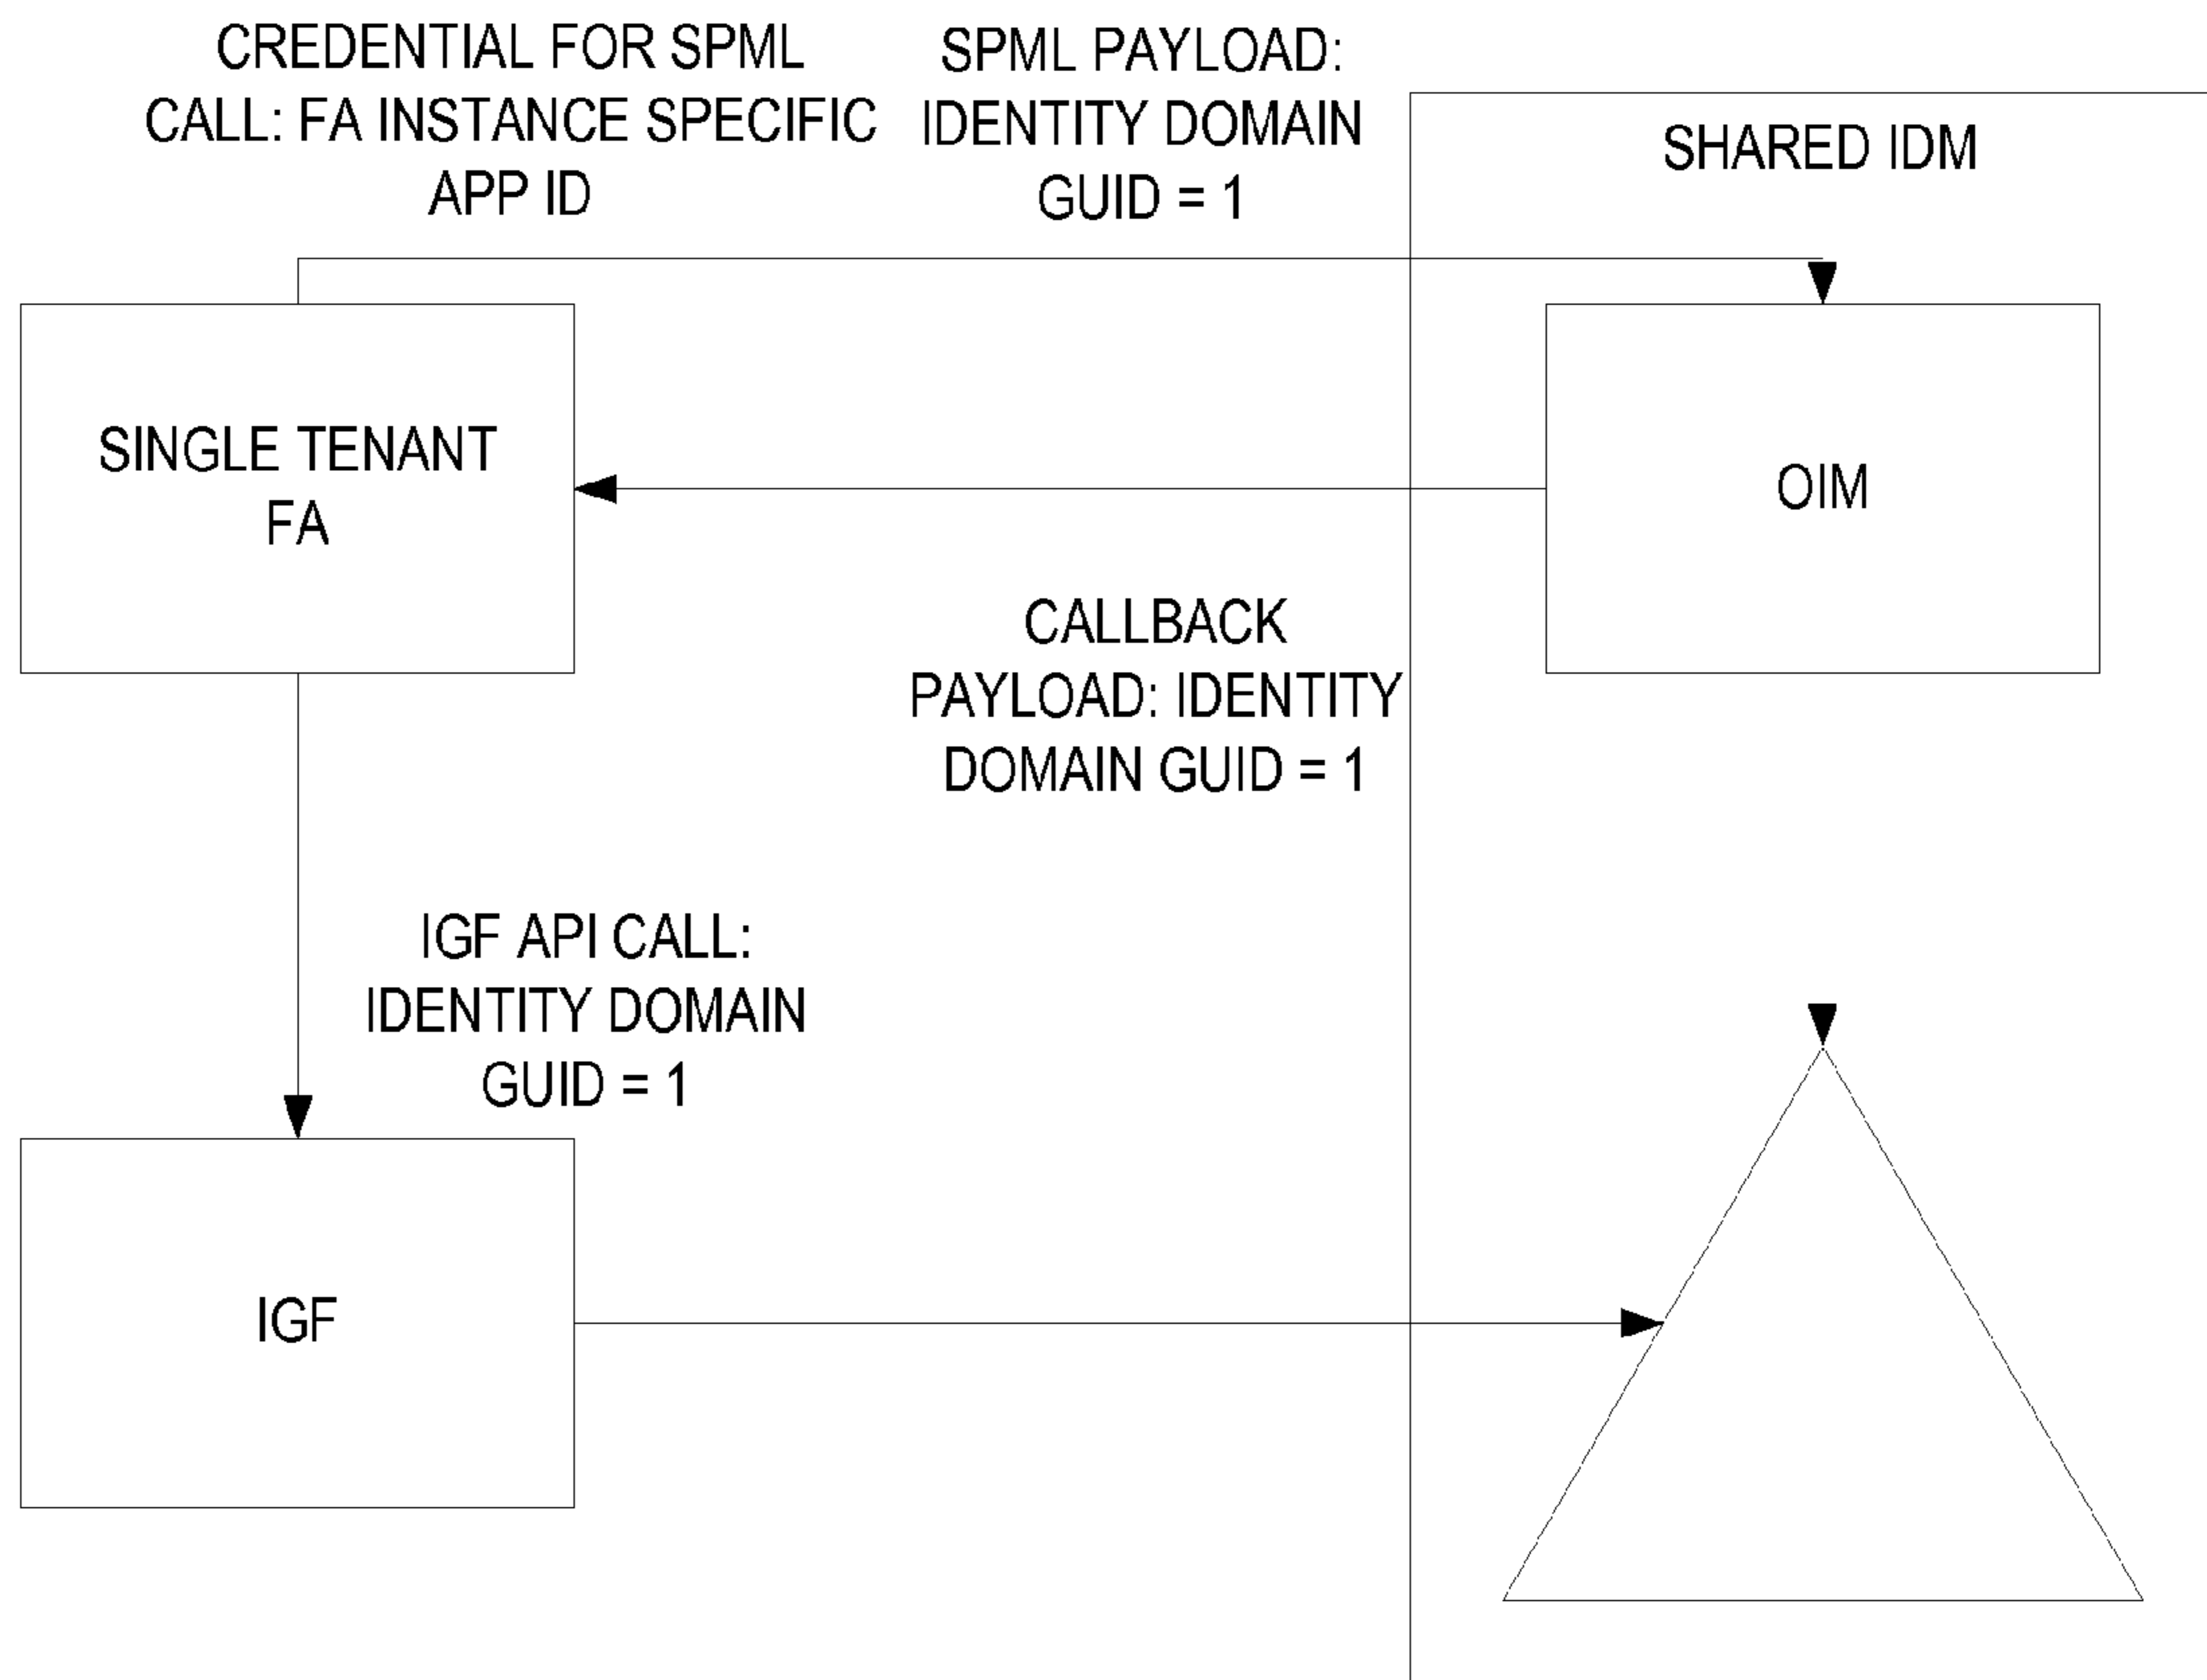 CREDENTIAL FOR SPML
CALL: FA INSTANCE SPECIFIC
APP ID
SPML PAYLOAD:
IDENTITY DOMAIN
GUID = 1
SHARED IDM
SINGLE TENANT
FA
OIM
CALLBACK
PAYLOAD: IDENTITY
DOMAIN GUID = 1
IGF API CALL:
IDENTITY DOMAIN
GUID = 1
IGF